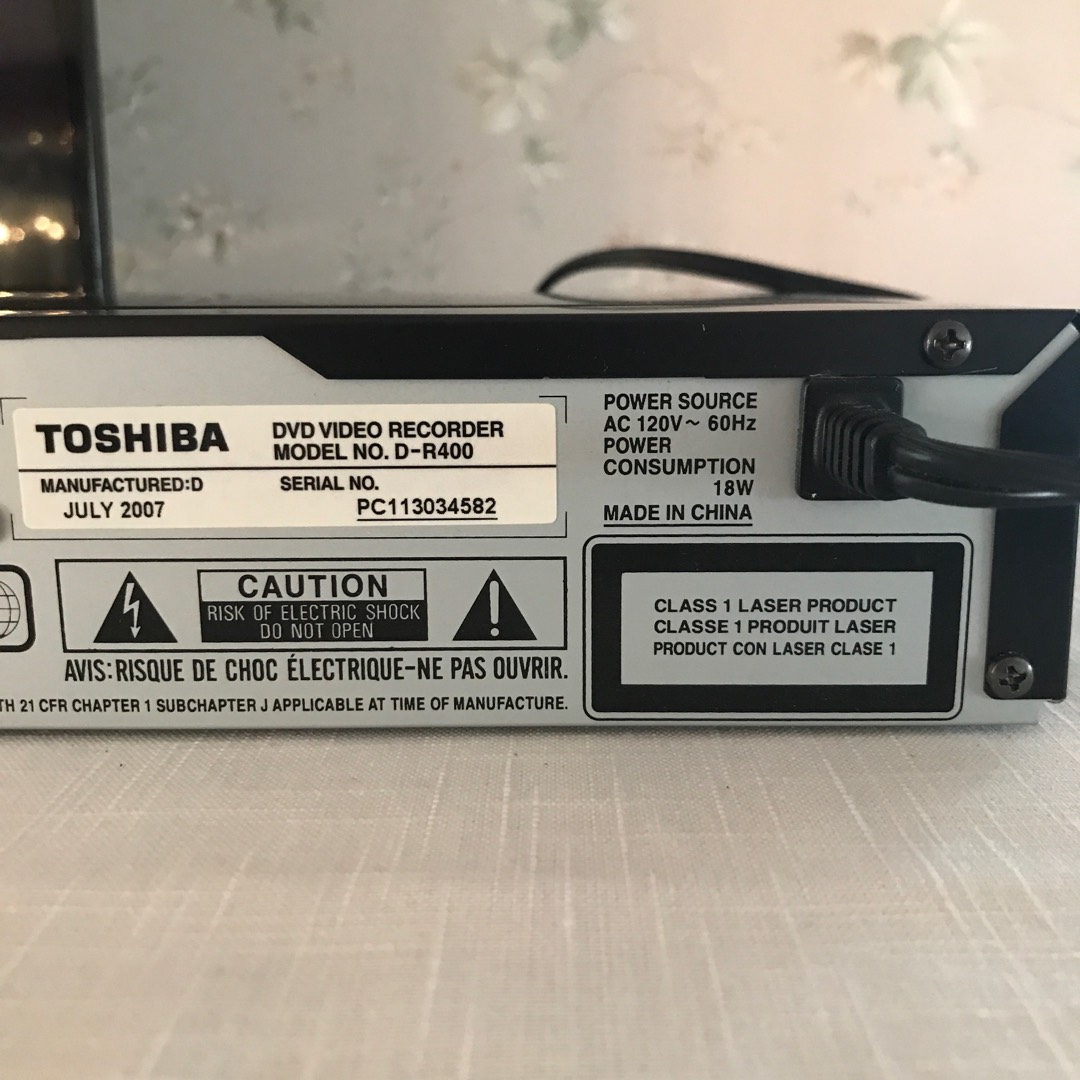 TOSHIBA
DVD VIDEO RECORDER
MODEL NO. D-R400
MANUFACTURED:D
JULY 2007
SERIAL NO.
PC113034582
POWER SOURCE
AC 120V~ 60Hz
POWER
CONSUMPTION
18W
MADE IN CHINA
CAUTION
RISK OF ELECTRIC SHOCK
DO NOT OPEN
AVIS: RISQUE DE CHOC ÉLECTRIQUE-NE PAS OUVRIR.
TH 21 CFR CHAPTER 1 SUBCHAPTER J APPLICABLE AT TIME OF MANUFACTURE.
CLASS 1 LASER PRODUCT
CLASSE 1 PRODUIT LASER
PRODUCT CON LASER CLASE 1